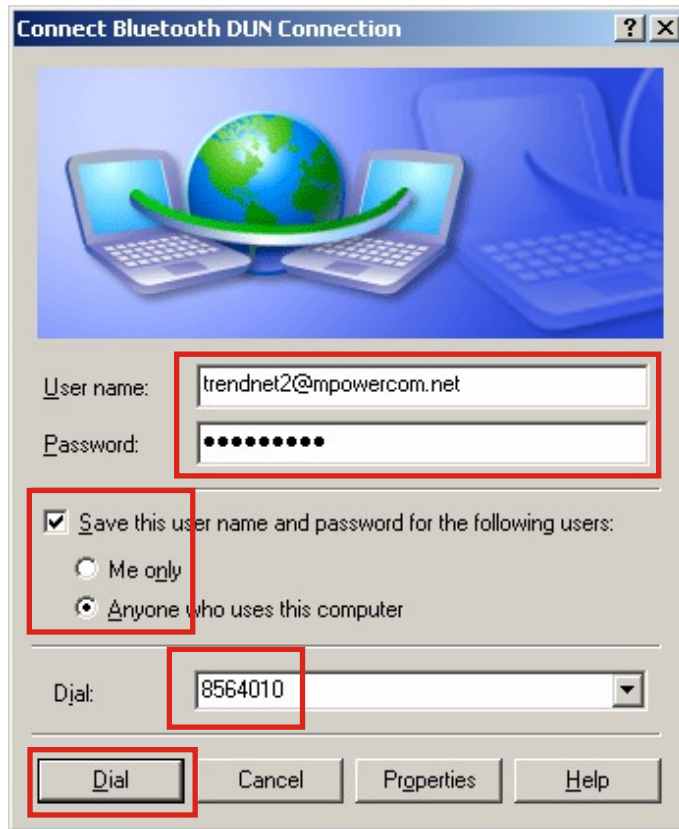 Connect Bluetooth DUN Connection
User name: trendnet2@mpowercom.net
Password: •••••••••
Save this user name and password for the following users:
Me only
Anyone who uses this computer
Dial: 8564010
Dial Cancel Properties Help